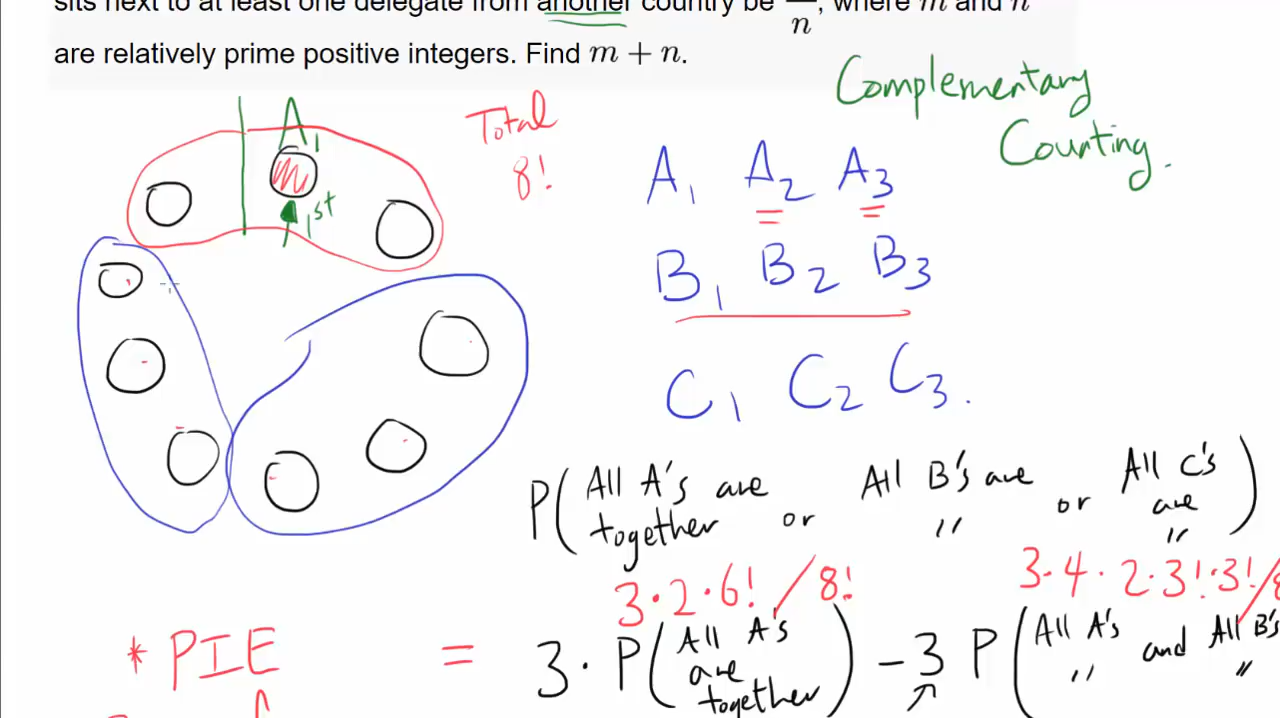 sits next to at least one delegate from another country be m/n, where m and n
are relatively prime positive integers. Find m + n.
Complementary
Counting.
A₁
1st
Total
8!
A₁ A₂ A₃
B₁ B₂ B₃
C₁ C₂ C₃.
P( All A's are together or All B's are " or All C's are " )
3·2·6! / 8!
3·4·2·3!·3! / 8
* PIE = 3·P( All A's are together ) − 3 P( All A's " and All B's "